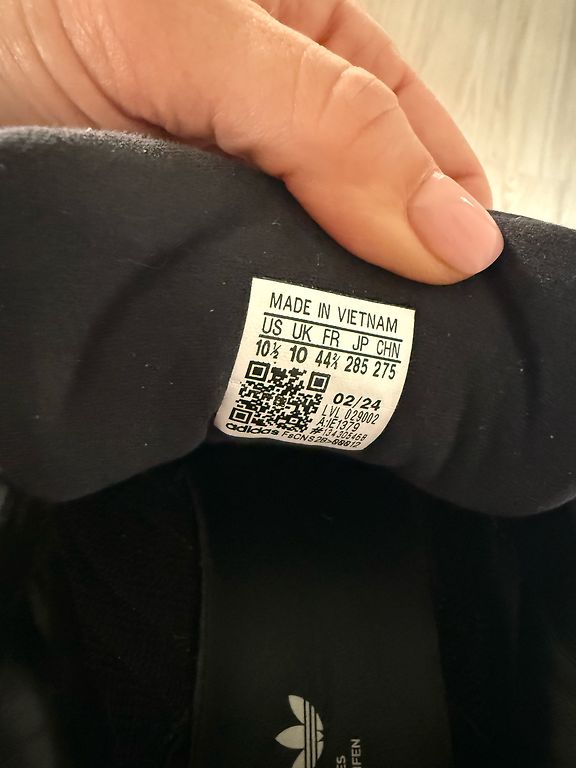 MADE IN VIETNAM
US UK FR JP CHN
10½ 10 44⅔ 285 275
02/24
LVL 029002
adidas